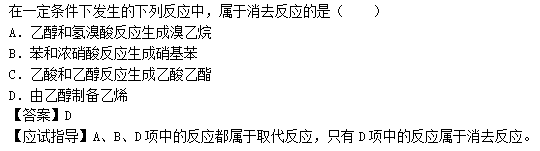 在一定条件下发生的下列反应中，属于消去反应的是（　　）
A．乙醇和氢溴酸反应生成溴乙烷
B．苯和浓硝酸反应生成硝基苯
C．乙酸和乙醇反应生成乙酸乙酯
D．由乙醇制备乙烯
【答案】D
【应试指导】A、B、D项中的反应都属于取代反应，只有D项中的反应属于消去反应。